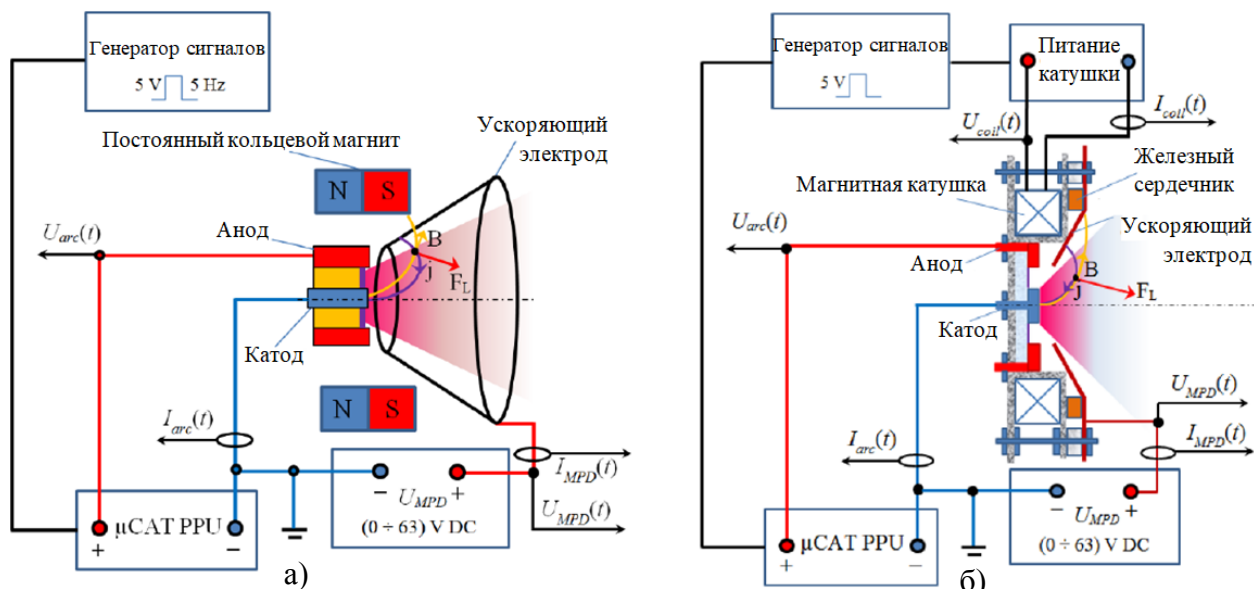 Генератор сигналов
5 V 5 Hz
Постоянный кольцевой магнит
Ускоряющий
электрод
N S
Анод
U_arc(t)
B
j
F_L
Катод
N S
I_arc(t)
I_MPD(t)
– U_MPD +
(0 ÷ 63) V DC
U_MPD(t)
μCAT PPU
+ –
а)
Генератор сигналов
5 V
Питание
катушки
I_coil(t)
U_coil(t)
Железный
сердечник
Магнитная катушка
Ускоряющий
электрод
U_arc(t)
Анод
B
J
F_L
Катод
U_MPD(t)
I_arc(t)
I_MPD(t)
– U_MPD +
(0 ÷ 63) V DC
μCAT PPU
+ –
б)